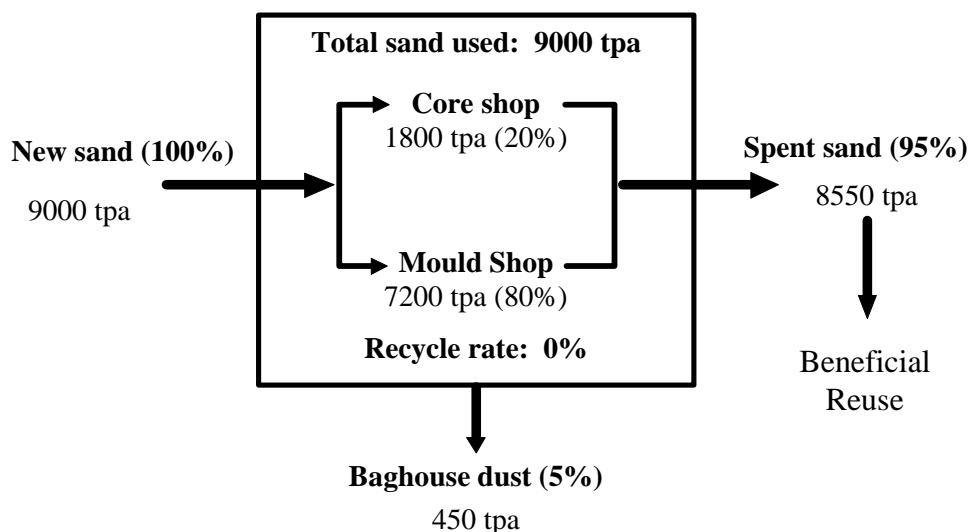 Total sand used: 9000 tpa
Core shop
1800 tpa (20%)
New sand (100%)
9000 tpa
Spent sand (95%)
8550 tpa
Mould Shop
7200 tpa (80%)
Recycle rate: 0%
Beneficial
Reuse
Baghouse dust (5%)
450 tpa